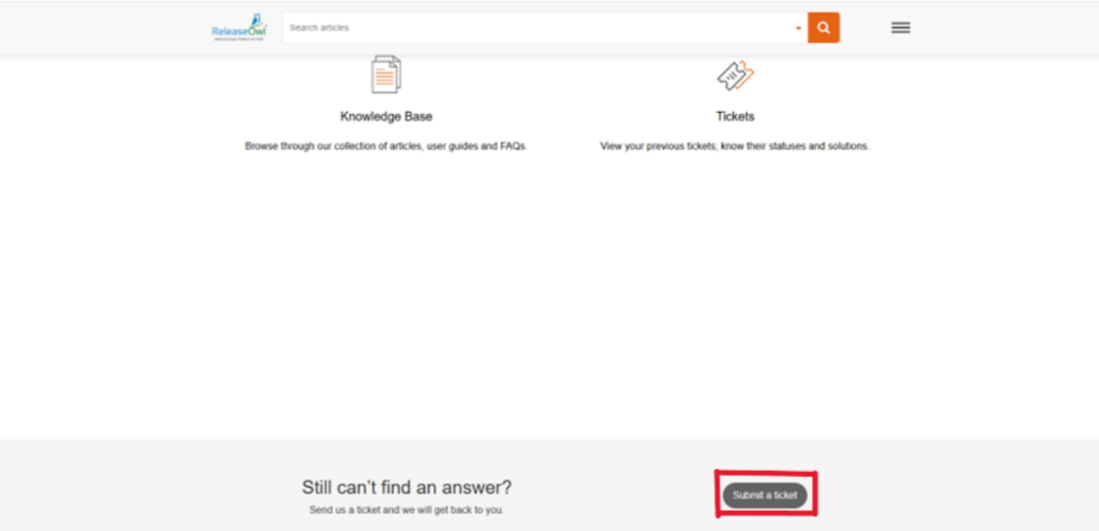 ReleaseOwl
Search articles
Knowledge Base
Tickets
Browse through our collection of articles, user guides and FAQs.
View your previous tickets; know their statuses and solutions.
Still can't find an answer?
Send us a ticket and we will get back to you.
Submit a ticket